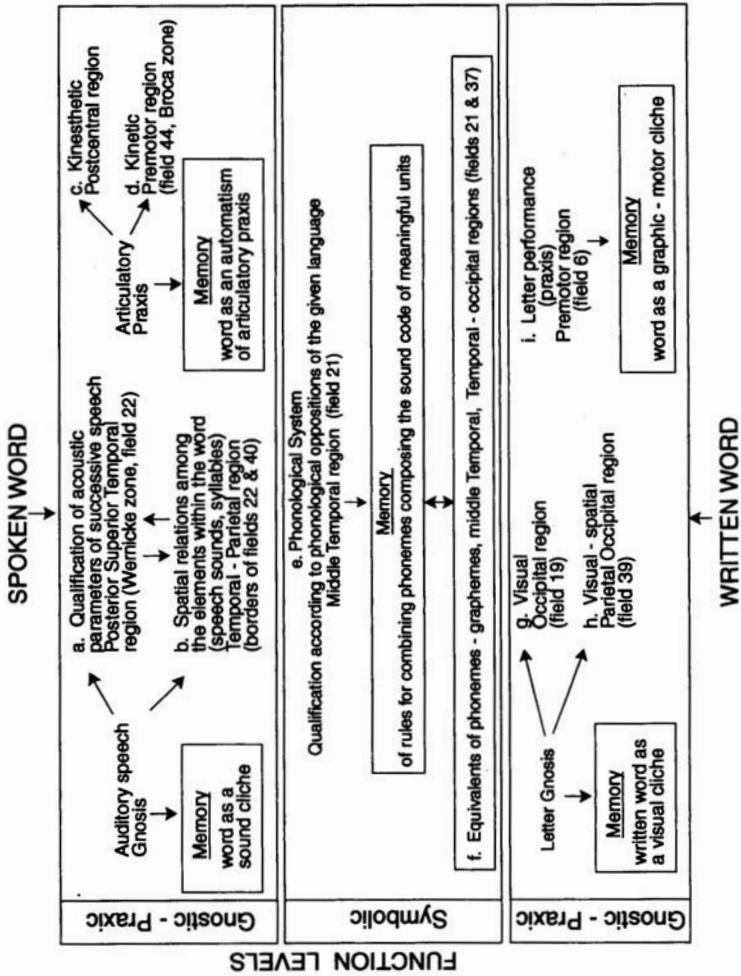 SPOKEN WORD
FUNCTION LEVELS
Gnostic - Praxic
Auditory speech
Gnosis
Memory
word as a
sound cliche
a. Qualification of acoustic
parameters of successive speech
Posterior Superior Temporal
region (Wernicke zone, field 22)
b. Spatial relations among
the elements within the word
(speech sounds, syllables)
Temporal - Parietal region
(borders of fields 22 & 40)
Articulatory
Praxis
c. Kinesthetic
Postcentral region
d. Kinetic
Premotor region
(field 44, Broca zone)
Memory
word as an automatism
of articulatory praxis
Symbolic
e. Phonological System
Qualification according to phonological oppositions of the given language
Middle Temporal region (field 21)
Memory
of rules for combining phonemes composing the sound code of meaningful units
f. Equivalents of phonemes - graphemes, middle Temporal, Temporal - occipital regions (fields 21 & 37)
Gnostic - Praxic
Letter Gnosis
Memory
written word as
a visual cliche
g. Visual
Occipital region
(field 19)
h. Visual - spatial
Parietal Occipital region
(field 39)
i. Letter performance
(praxis)
Premotor region
(field 6)
Memory
word as a graphic - motor cliche
WRITTEN WORD